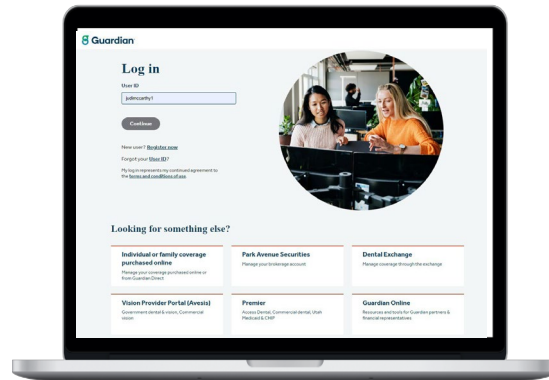 Guardian
Log in
User ID
judimccarthy1
Continue
New user? Register now
Forgot your User ID?
My log in represents my continued agreement to
the terms and conditions of use.
Looking for something else?
Individual or family coverage
purchased online
Manage your coverage purchased online or
from Guardian Direct
Park Avenue Securities
Manage your brokerage account
Dental Exchange
Manage coverage through the exchange
Vision Provider Portal (Avesis)
Government dental & vision, Commercial
vision
Premier
Access Dental, Commercial dental, Utah
Medicaid & CHIP
Guardian Online
Resources and tools for Guardian partners &
financial representatives